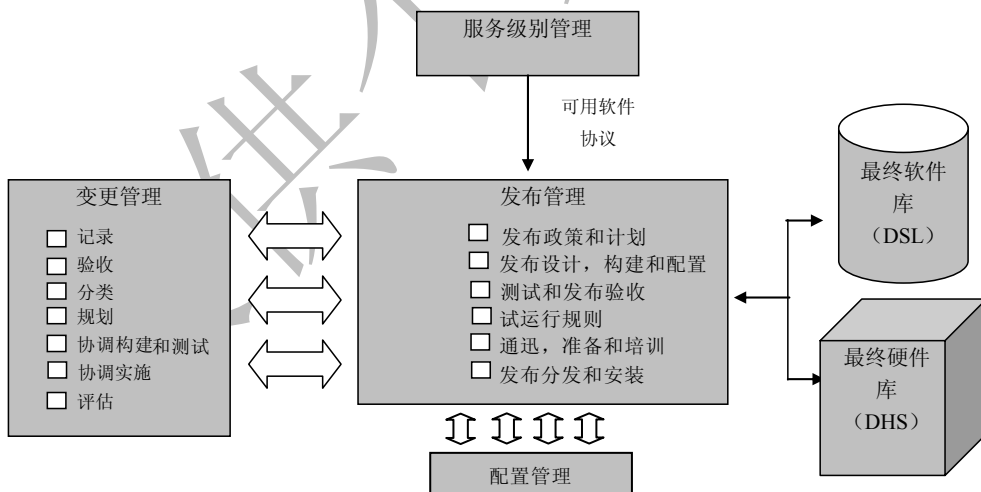 服务级别管理
可用软件
协议
变更管理
记录
验收
分类
规划
协调构建和测试
协调实施
评估
发布管理
发布政策和计划
发布设计，构建和配置
测试和发布验收
试运行规则
通迅，准备和培训
发布分发和安装
最终软件
库
（DSL）
最终硬件
库
（DHS）
配置管理
供